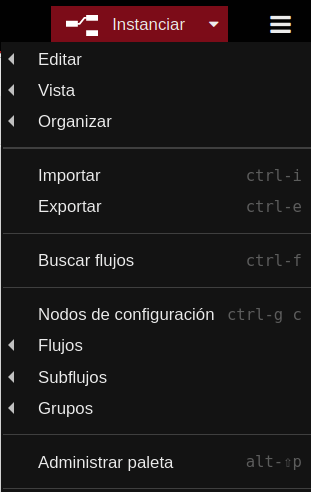 Instanciar
Editar
Vista
Organizar
Importar ctrl-i
Exportar ctrl-e
Buscar flujos ctrl-f
Nodos de configuración ctrl-g c
Flujos
Subflujos
Grupos
Administrar paleta alt-⇧p